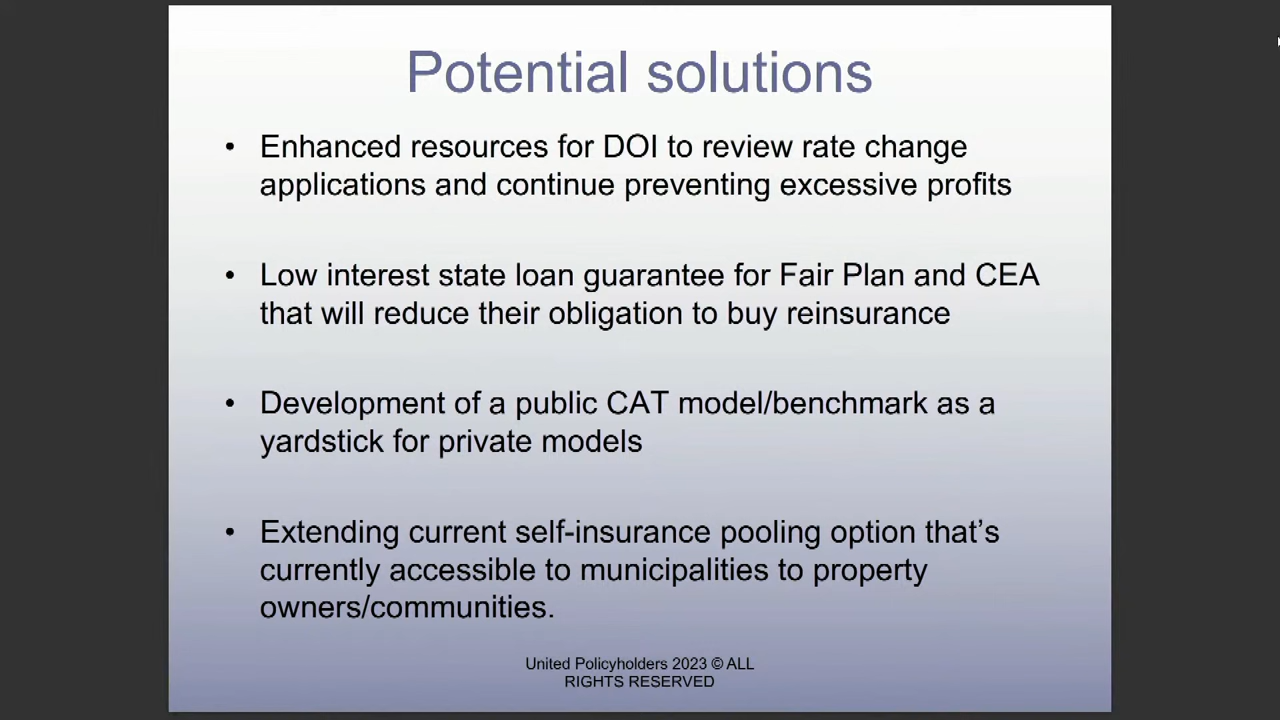 Potential solutions
• Enhanced resources for DOI to review rate change
applications and continue preventing excessive profits
• Low interest state loan guarantee for Fair Plan and CEA
that will reduce their obligation to buy reinsurance
• Development of a public CAT model/benchmark as a
yardstick for private models
• Extending current self-insurance pooling option that’s
currently accessible to municipalities to property
owners/communities.
United Policyholders 2023 © ALL
RIGHTS RESERVED